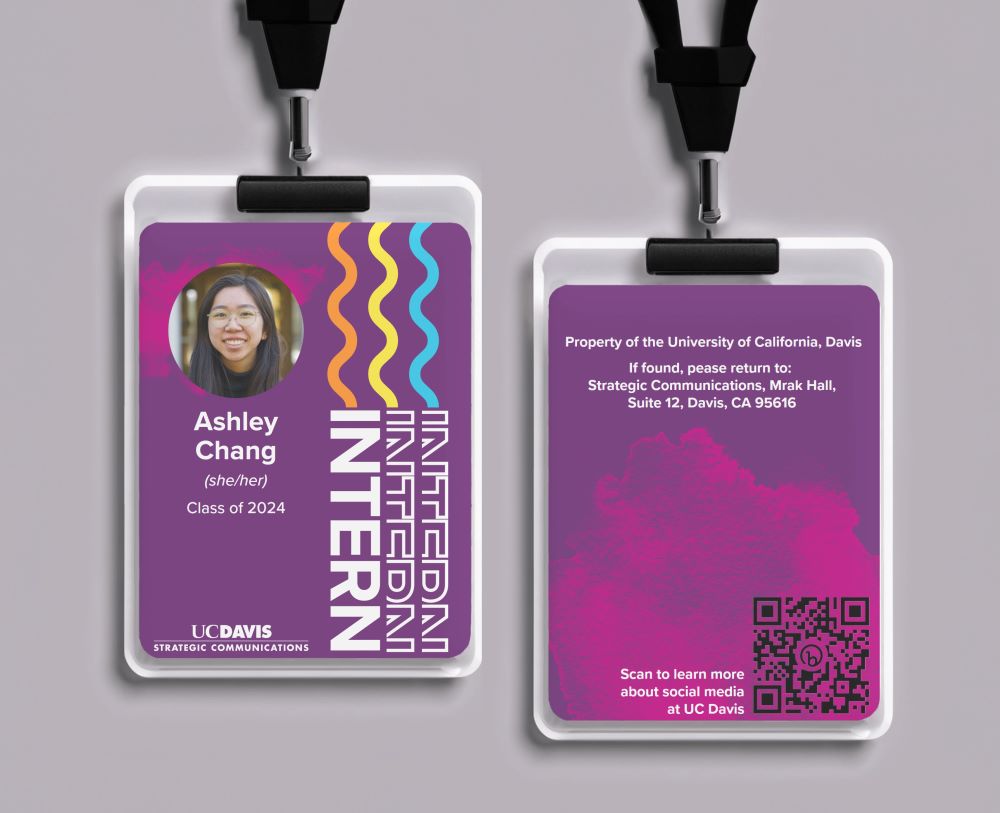 Ashley
Chang
(she/her)
Class of 2024
INTERN
INTERN
INTERN
UCDAVIS
STRATEGIC COMMUNICATIONS
Property of the University of California, Davis
If found, pease return to:
Strategic Communications, Mrak Hall,
Suite 12, Davis, CA 95616
Scan to learn more
about social media
at UC Davis
b